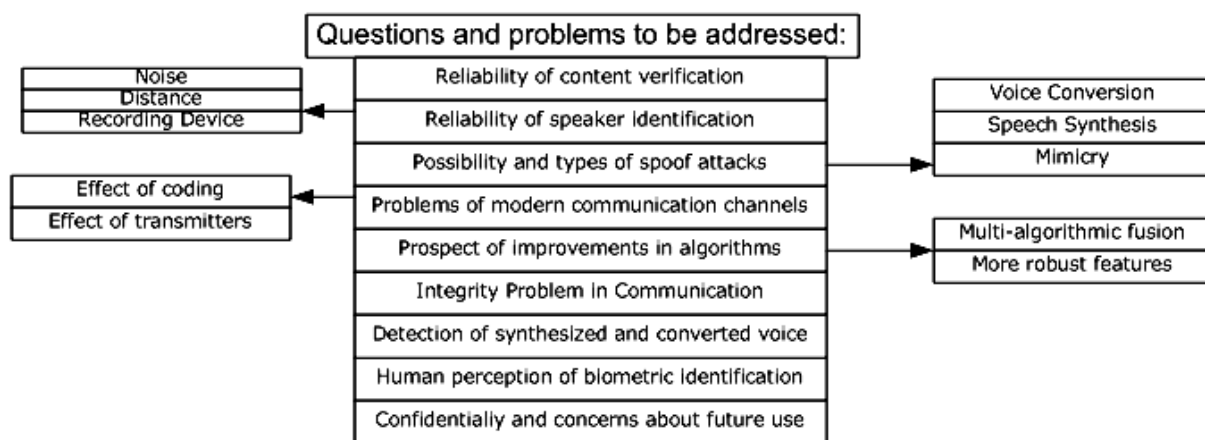 Questions and problems to be addressed:
Noise
Distance
Recording Device
Effect of coding
Effect of transmitters
Reliability of content verification
Reliability of speaker identification
Possibility and types of spoof attacks
Problems of modern communication channels
Prospect of improvements in algorithms
Integrity Problem in Communication
Detection of synthesized and converted voice
Human perception of biometric identification
Confidentially and concerns about future use
Voice Conversion
Speech Synthesis
Mimicry
Multi-algorithmic fusion
More robust features